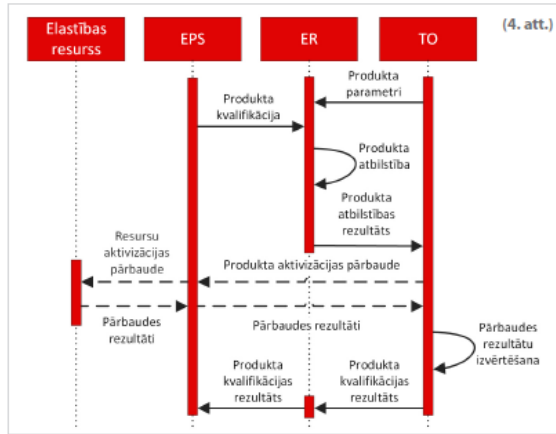 Elastības
resurss
EPS
ER
TO
(4. att.)
Produkta
parametri
Produkta
kvalifikācija
Produkta
atbilstība
Produkta
atbilstības
rezultāts
Resursu
aktivizācijas
pārbaude
Produkta aktivizācijas pārbaude
Pārbaudes
rezultāti
Pārbaudes rezultāti
Pārbaudes
rezultātu
izvērtēšana
Produkta
kvalifikācijas
rezultāts
Produkta
kvalifikācijas
rezultāts